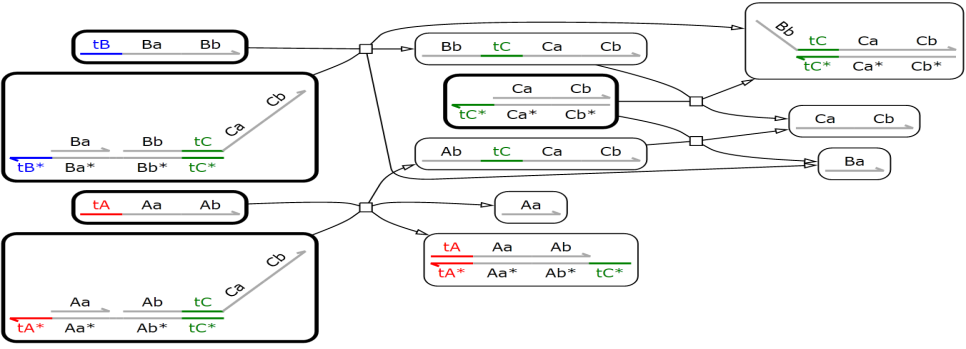 tB Ba Bb
Cb
Ca
Ba Bb tC
tB* Ba* Bb* tC*
tA Aa Ab
Cb
Ca
Aa Ab tC
tA* Aa* Ab* tC*
Bb tC Ca Cb
Ca Cb
tC* Ca* Cb*
Ab tC Ca Cb
Aa
tA Aa Ab
tA* Aa* Ab* tC*
Bb
tC Ca Cb
tC* Ca* Cb*
Ca Cb
Ba